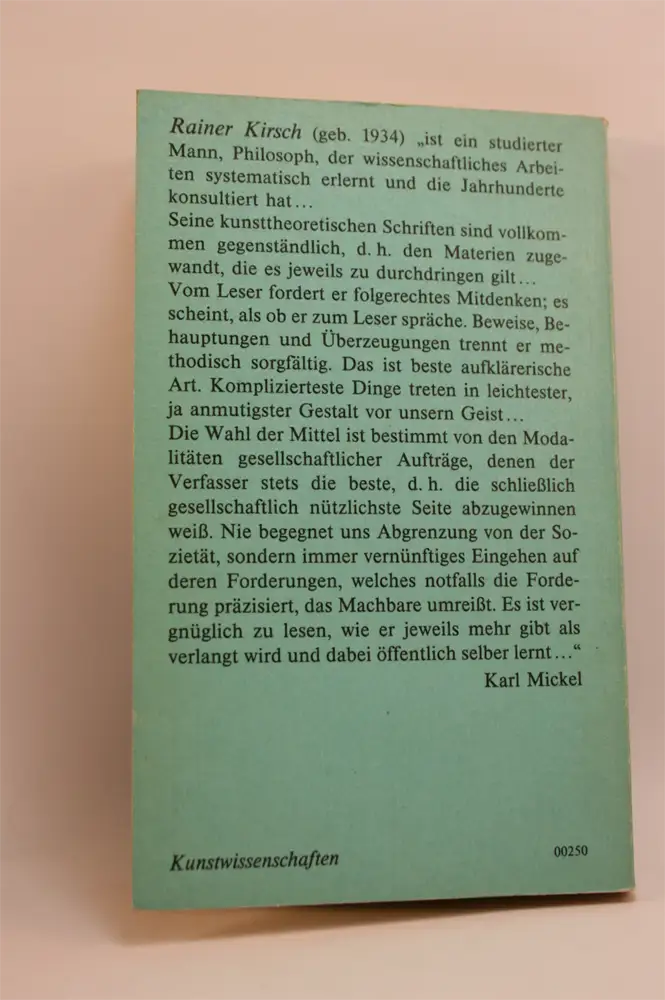 Rainer Kirsch (geb. 1934) „ist ein studierter
Mann, Philosoph, der wissenschaftliches Arbei-
ten systematisch erlernt und die Jahrhunderte
konsultiert hat...
Seine kunsttheoretischen Schriften sind vollkom-
men gegenständlich, d. h. den Materien zuge-
wandt, die es jeweils zu durchdringen gilt...
Vom Leser fordert er folgerechtes Mitdenken; es
scheint, als ob er zum Leser spräche. Beweise, Be-
hauptungen und Überzeugungen trennt er me-
thodisch sorgfältig. Das ist beste aufklärerische
Art. Komplizierteste Dinge treten in leichtester,
ja anmutigster Gestalt vor unsern Geist...
Die Wahl der Mittel ist bestimmt von den Moda-
litäten gesellschaftlicher Aufträge, denen der
Verfasser stets die beste, d. h. die schließlich
gesellschaftlich nützlichste Seite abzugewinnen
weiß. Nie begegnet uns Abgrenzung von der So-
zietät, sondern immer vernünftiges Eingehen auf
deren Forderungen, welches notfalls die Forde-
rung präzisiert, das Machbare umreißt. Es ist ver-
gnüglich zu lesen, wie er jeweils mehr gibt als
verlangt wird und dabei öffentlich selber lernt...“
Karl Mickel
Kunstwissenschaften
00250